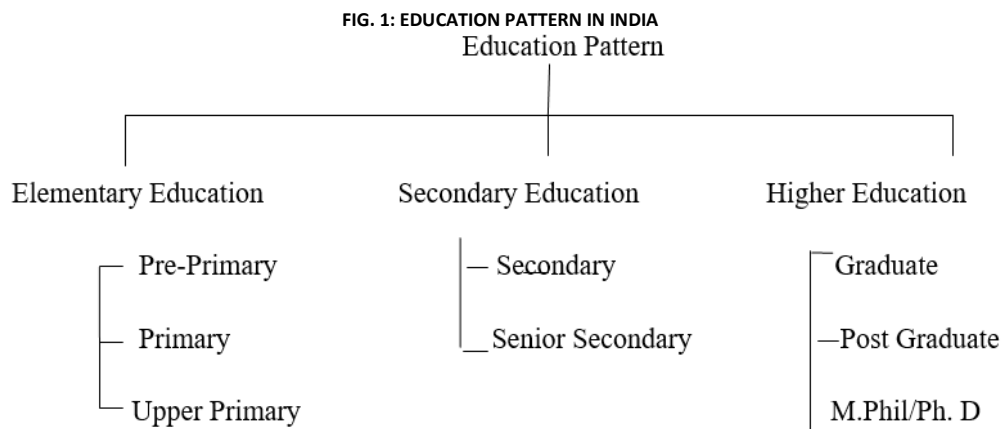 FIG. 1: EDUCATION PATTERN IN INDIA
Education Pattern
Elementary Education
Secondary Education
Higher Education
Pre-Primary
Secondary
Graduate
Primary
Senior Secondary
Post Graduate
Upper Primary
M.Phil/Ph. D